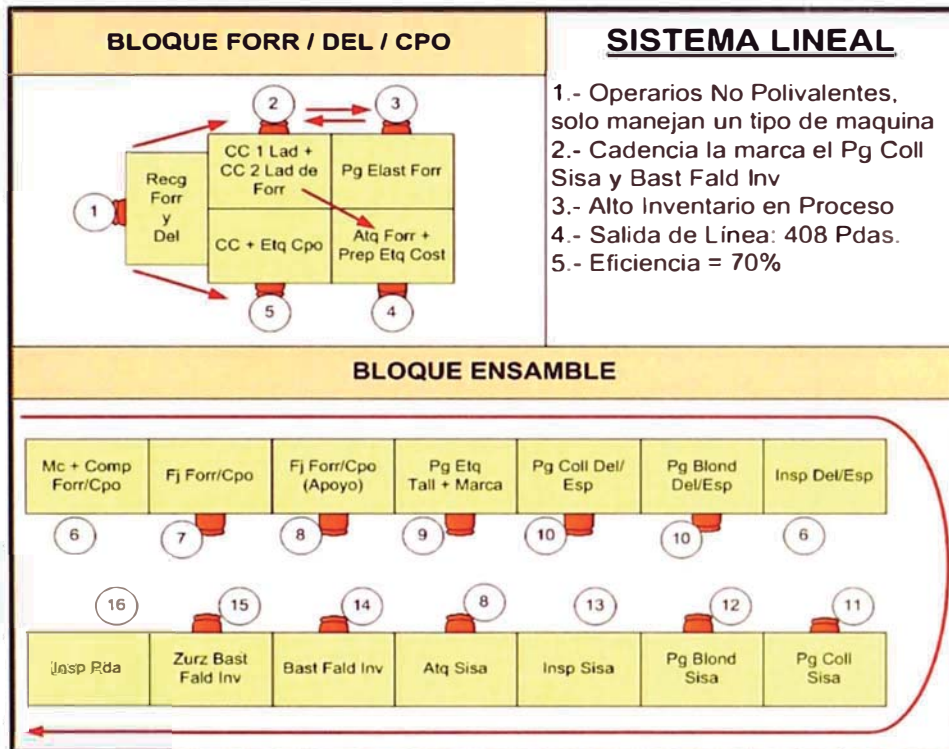 BLOQUE FORR / DEL / CPO
SISTEMA LINEAL
1.- Operarios No Polivalentes,
solo manejan un tipo de maquina
2.- Cadencia la marca el Pg Coll
Sisa y Bast Fald Inv
3.- Alto Inventario en Proceso
4.- Salida de Línea: 408 Pdas.
5.- Eficiencia = 70%
2
3
1
Recg
Forr
y
Del
CC 1 Lad +
CC 2 Lad de
Forr
Pg Elast Forr
CC + Etq Cpo
Atq Forr +
Prep Etq Cost
5
4
BLOQUE ENSAMBLE
Mc + Comp
Forr/Cpo
Fj Forr/Cpo
Fj Forr/Cpo
(Apoyo)
Pg Etq
Tall + Marca
Pg Coll Del/
Esp
Pg Blond
Del/Esp
Insp Del/Esp
6
7
8
9
10
10
6
16
15
14
8
13
12
11
Insp Pda
Zurz Bast
Fald Inv
Bast Fald Inv
Atq Sisa
Insp Sisa
Pg Blond
Sisa
Pg Coll
Sisa